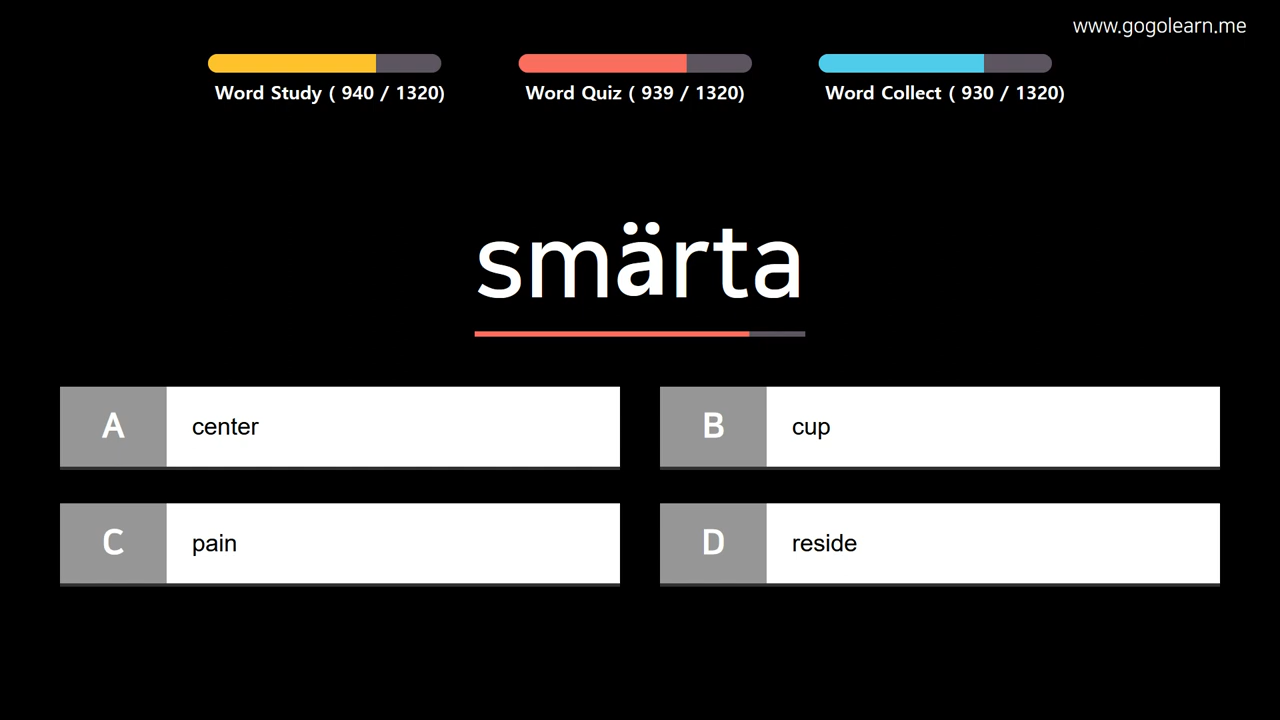 www.gogolearn.me
Word Study ( 940 / 1320)
Word Quiz ( 939 / 1320)
Word Collect ( 930 / 1320)
smärta
A
center
B
cup
C
pain
D
reside